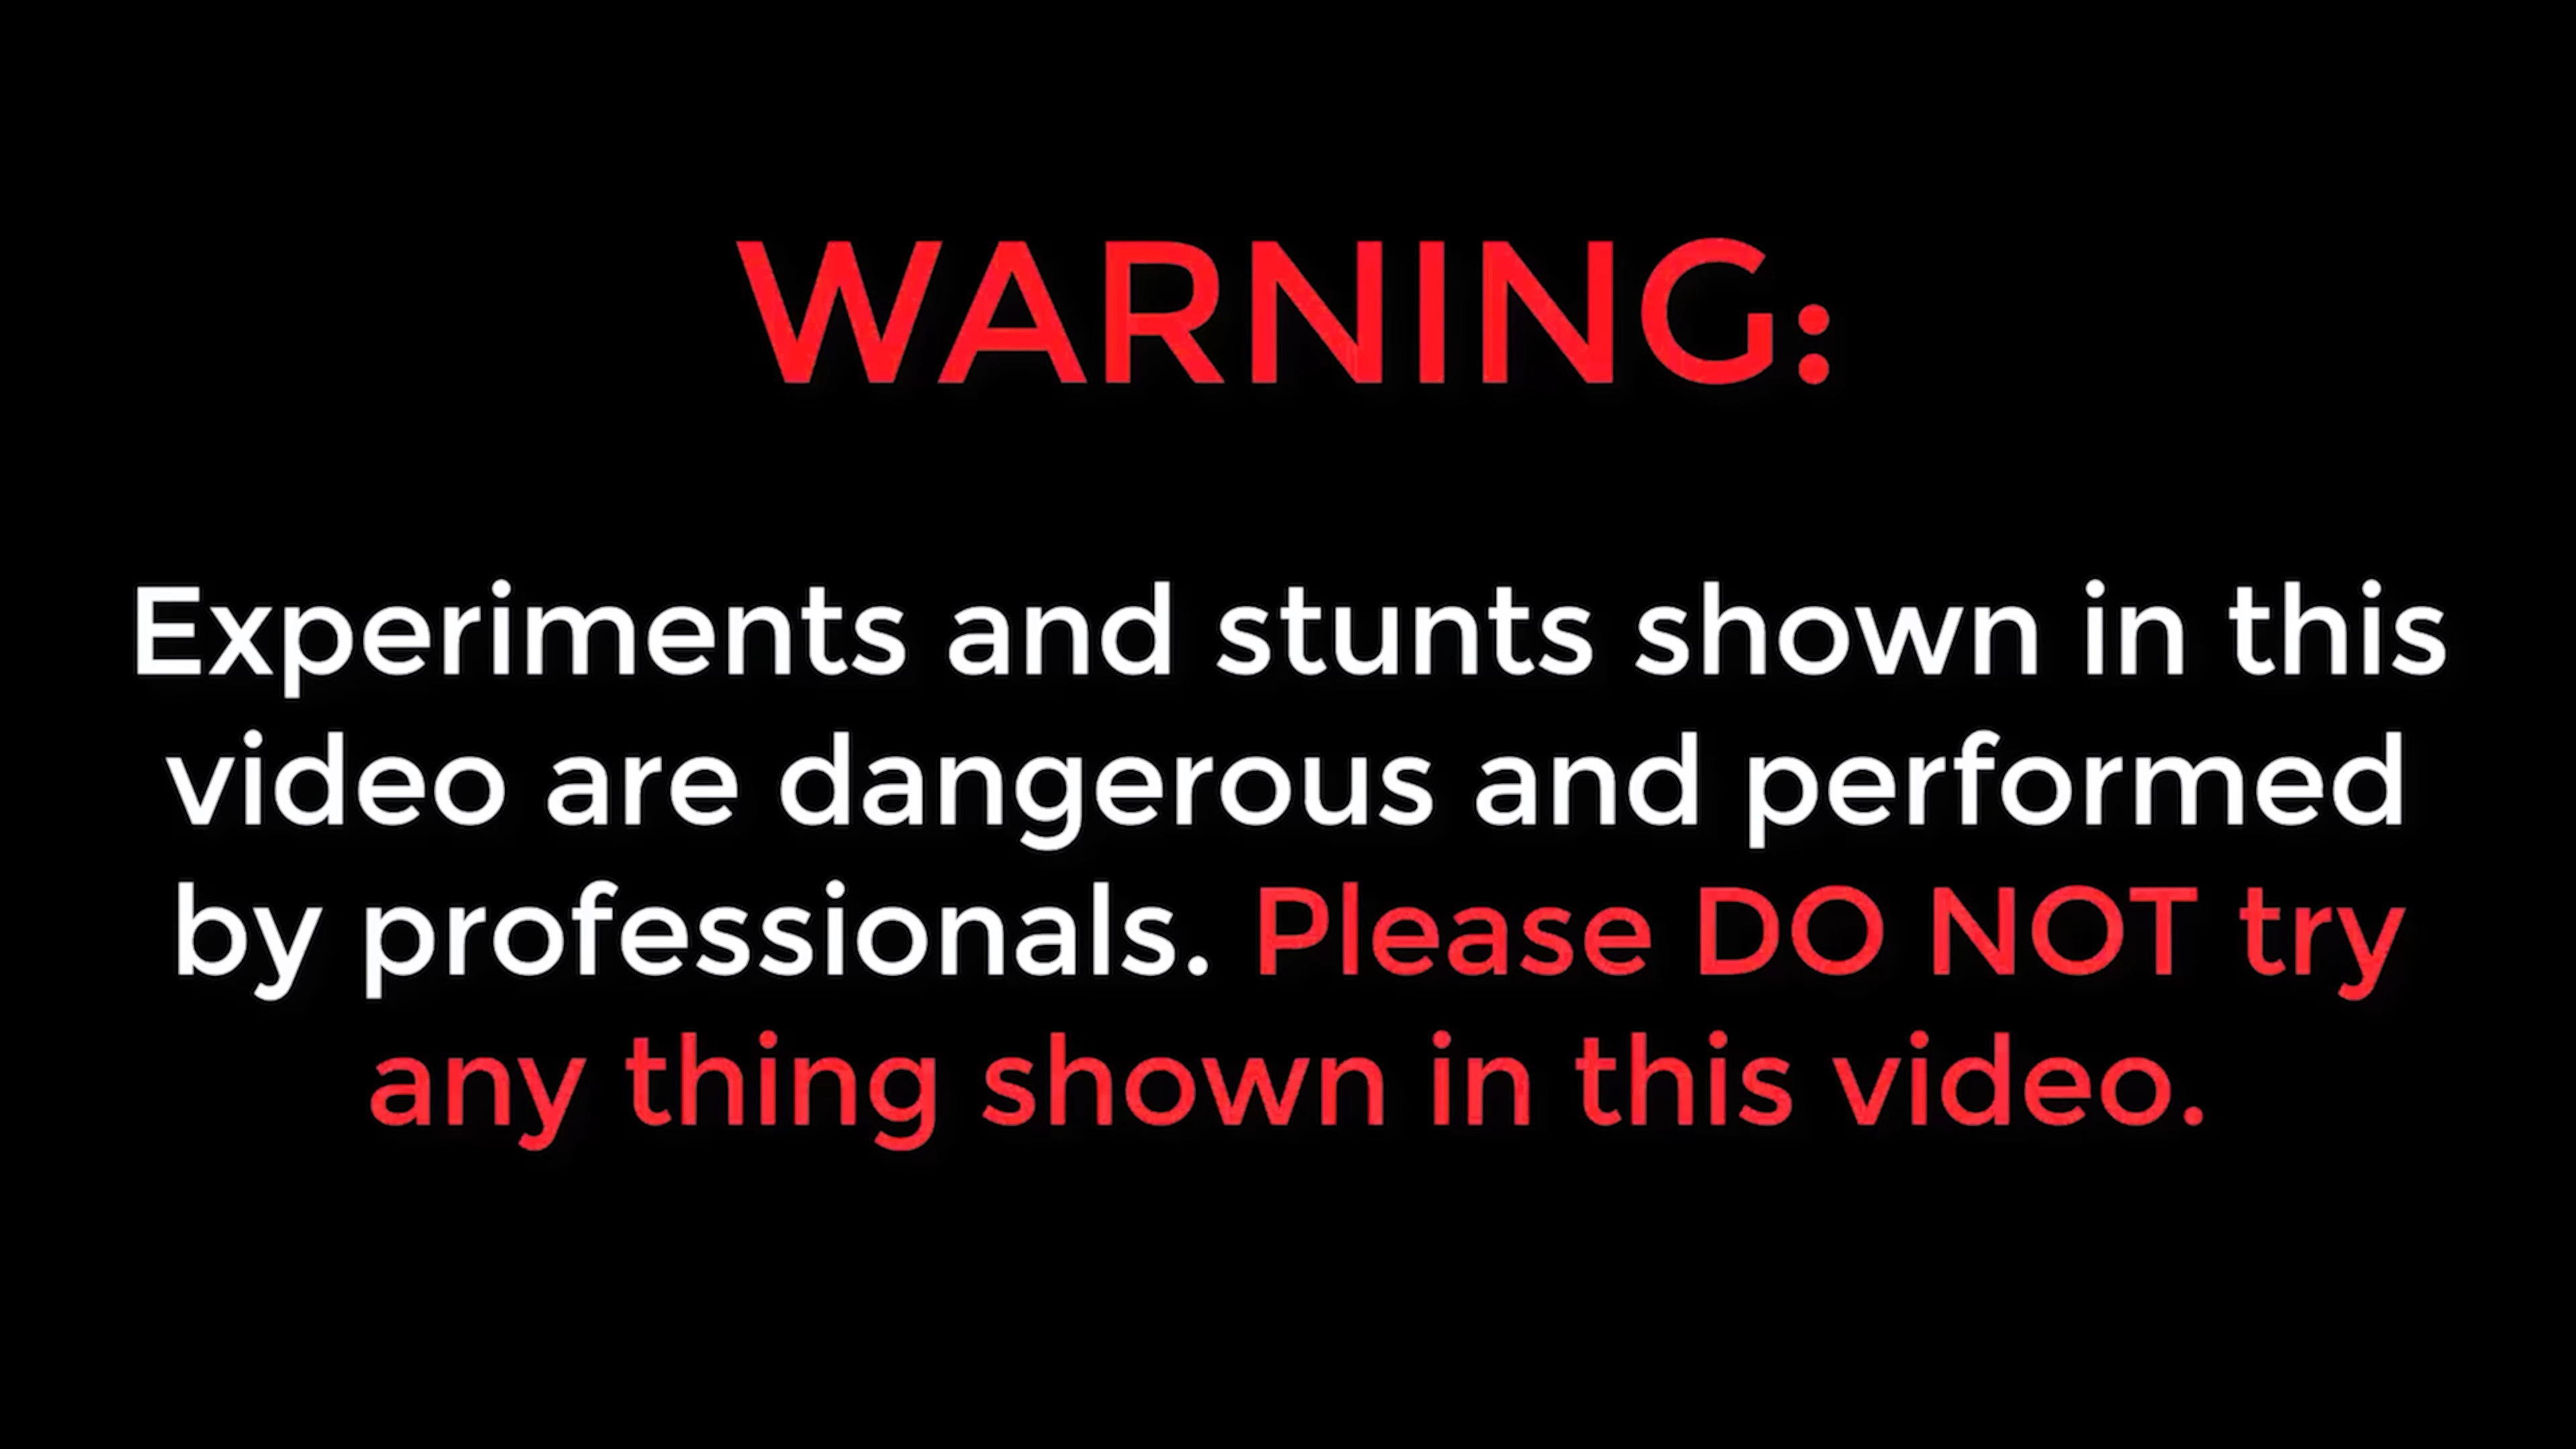 WARNING:
Experiments and stunts shown in this
video are dangerous and performed
by professionals. Please DO NOT try
any thing shown in this video.